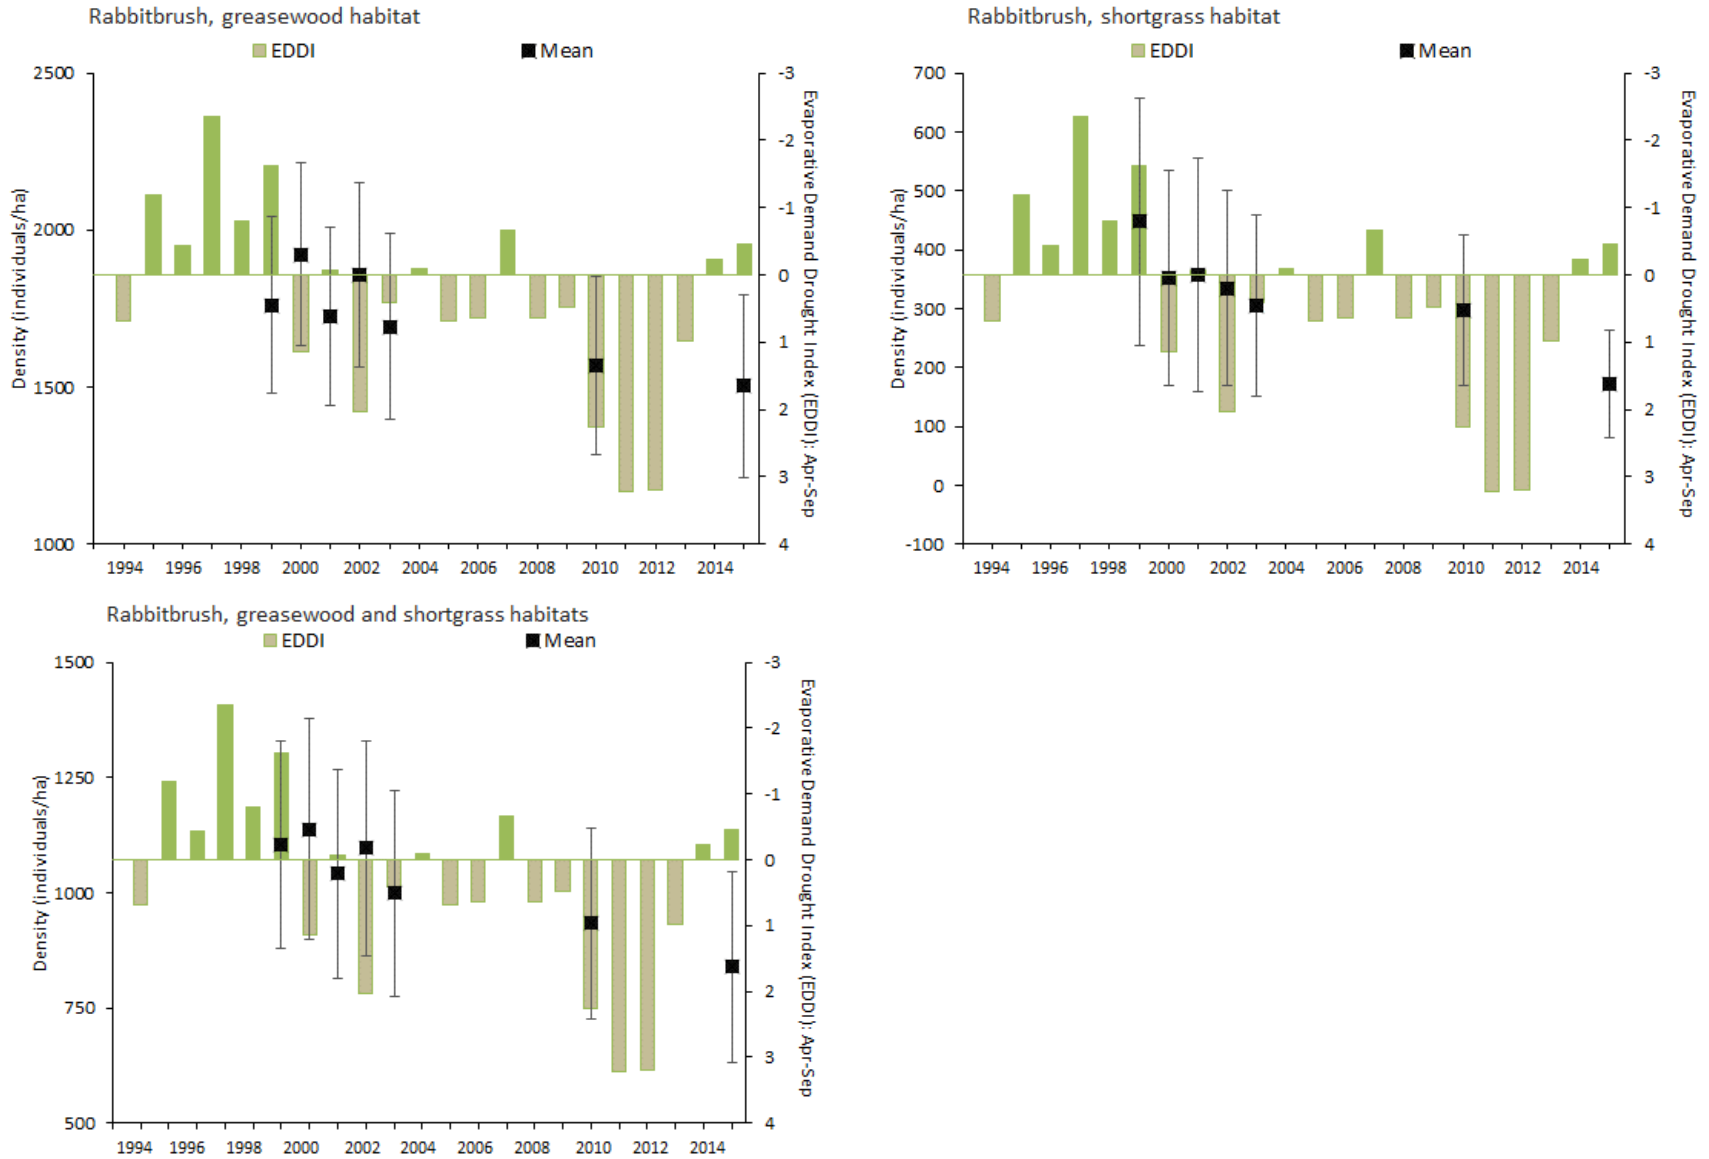 Rabbitbrush, greasewood habitat
EDDI
Mean
2500
2000
1500
1000
Density (individuals/ha)
-3
-2
-1
0
1
2
3
4
Evaporative Demand Drought Index (EDDI): Apr-Sep
1994 1996 1998 2000 2002 2004 2006 2008 2010 2012 2014
Rabbitbrush, shortgrass habitat
EDDI
Mean
700
600
500
400
300
200
100
0
-100
Density (individuals/ha)
-3
-2
-1
0
1
2
3
4
Evaporative Demand Drought Index (EDDI): Apr-Sep
1994 1996 1998 2000 2002 2004 2006 2008 2010 2012 2014
Rabbitbrush, greasewood and shortgrass habitats
EDDI
Mean
1500
1250
1000
750
500
Density (individuals/ha)
-3
-2
-1
0
1
2
3
4
Evaporative Demand Drought Index (EDDI): Apr-Sep
1994 1996 1998 2000 2002 2004 2006 2008 2010 2012 2014